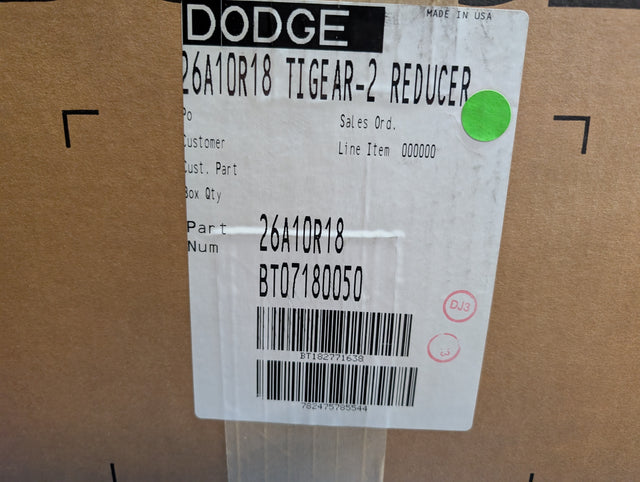 DODGE
MADE IN USA
26A10R18 TIGEAR-2 REDUCER
Po
Sales Ord.
Customer
Line Item 000000
Cust. Part
Box Qty
Part Num
26A10R18
BT07180050
DJ3
BT182771638
782475785544